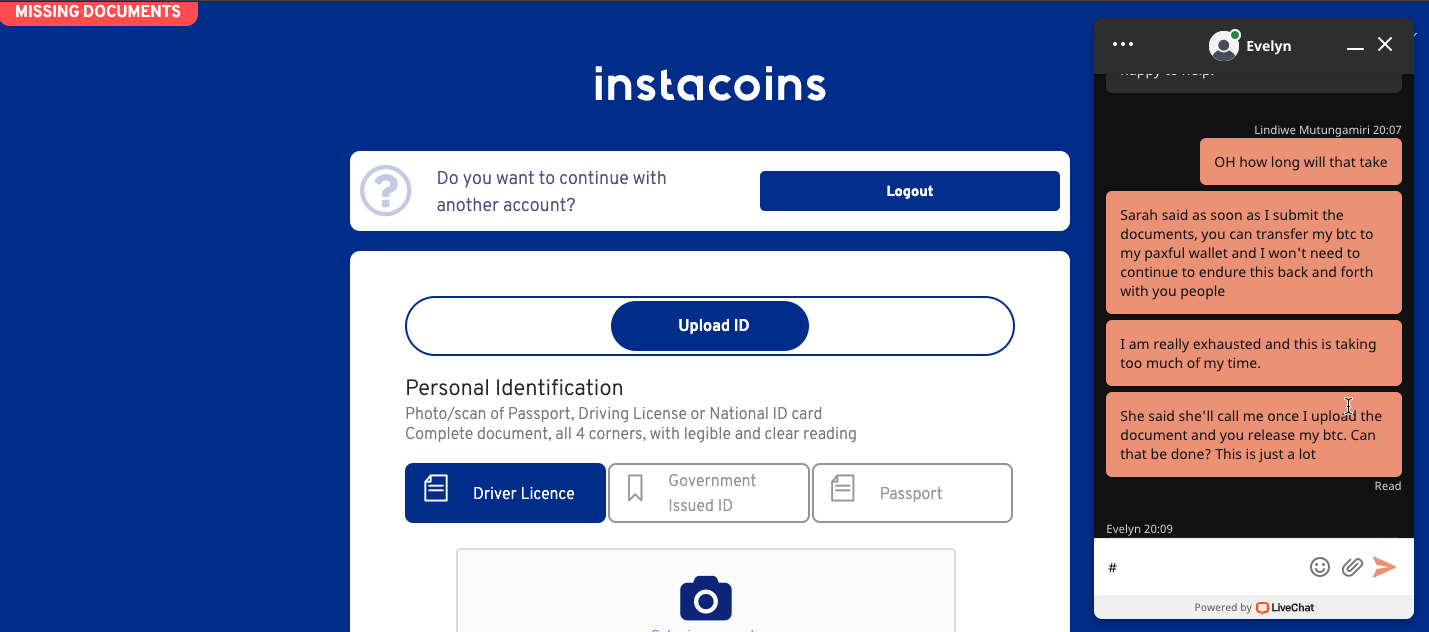 MISSING DOCUMENTS
instacoins
?
Do you want to continue with
another account?
Logout
Upload ID
Personal Identification
Photo/scan of Passport, Driving License or National ID card
Complete document, all 4 corners, with legible and clear reading
Driver Licence
Government
Issued ID
Passport
Evelyn
happy to help.
Lindiwe Mutungamiri 20:07
OH how long will that take
Sarah said as soon as I submit the
documents, you can transfer my btc to
my paxful wallet and I won't need to
continue to endure this back and forth
with you people
I am really exhausted and this is taking
too much of my time.
She said she'll call me once I upload the
document and you release my btc. Can
that be done? This is just a lot
Read
Evelyn 20:09
#
Powered by LiveChat